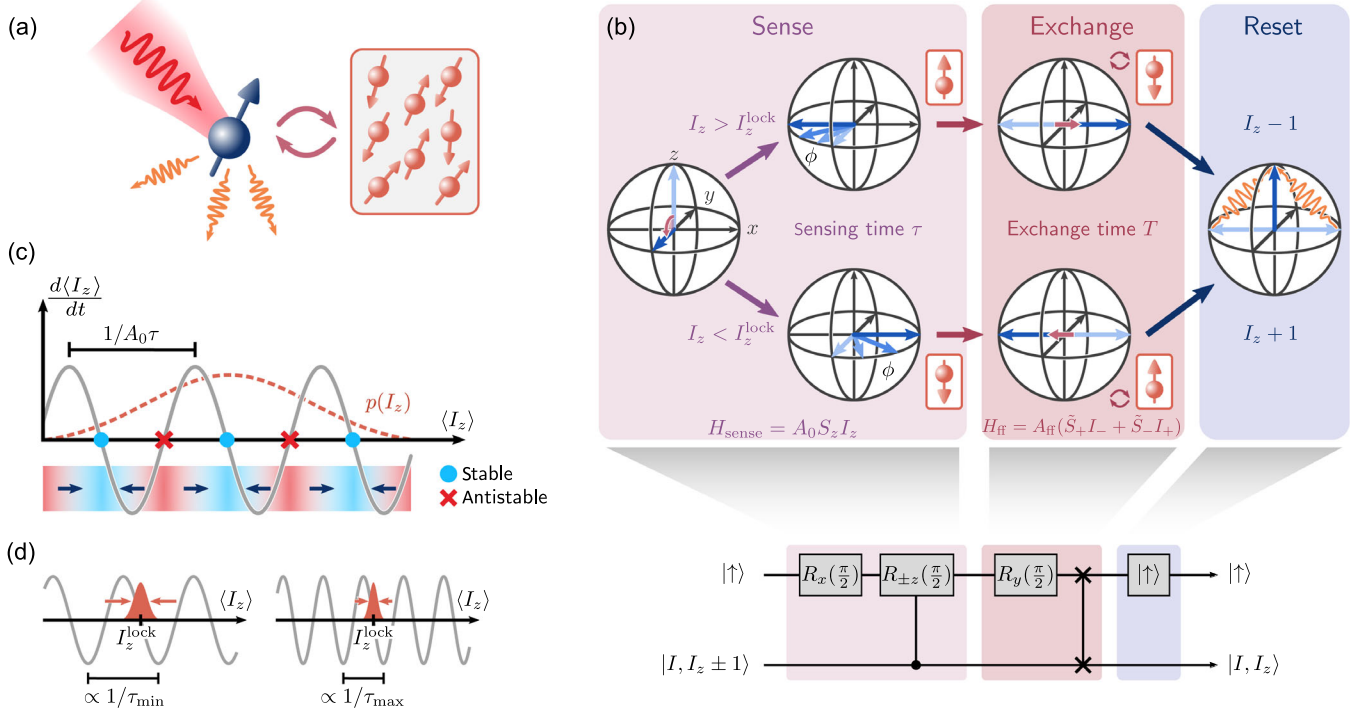 (a)
(b)
Sense
Exchange
Reset
I_z > I_z^lock
I_z − 1
ϕ
z
y
x
Sensing time τ
Exchange time T
I_z < I_z^lock
I_z + 1
ϕ
H_sense = A_0 S_z I_z
H_ff = A_ff(S̃_+ I_− + S̃_− I_+)
(c)
d⟨I_z⟩/dt
1/A_0 τ
p(I_z)
⟨I_z⟩
Stable
Antistable
(d)
⟨I_z⟩
⟨I_z⟩
I_z^lock
I_z^lock
∝ 1/τ_min
∝ 1/τ_max
|↑⟩
R_x(π/2)
R_±z(π/2)
R_y(π/2)
|↑⟩
|↑⟩
|I, I_z ± 1⟩
|I, I_z⟩